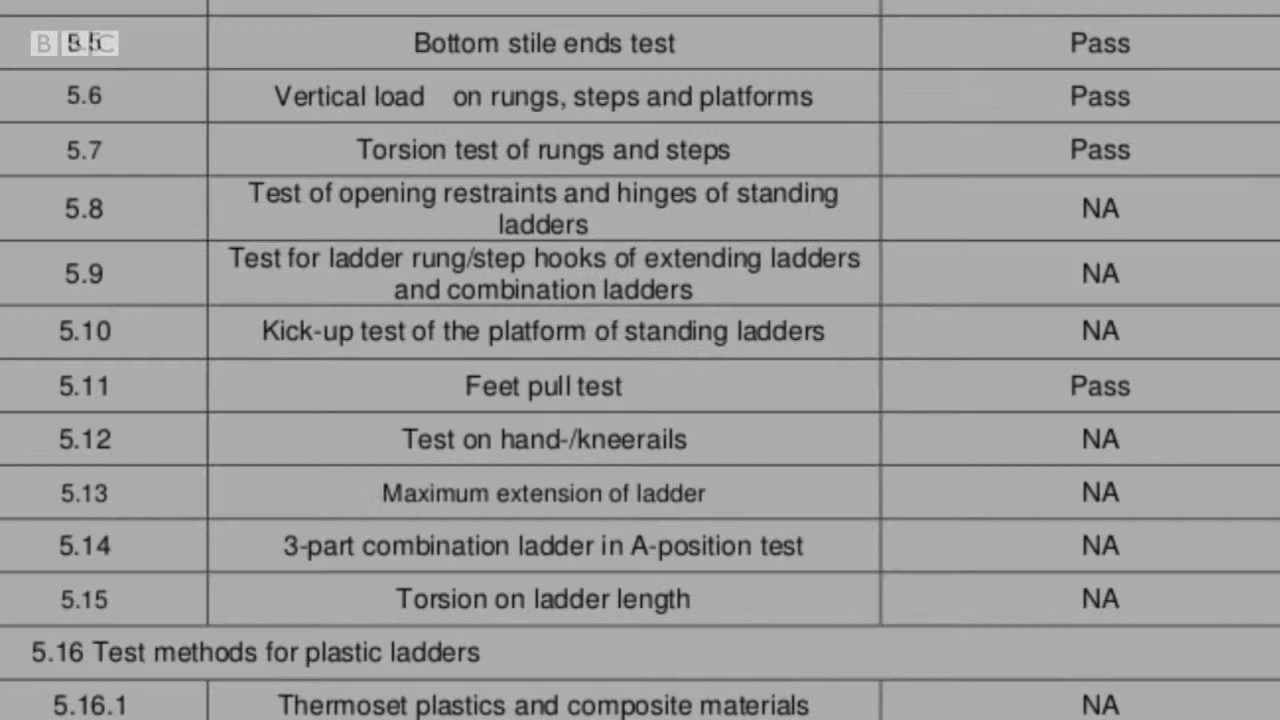 BBC
5.5 Bottom stile ends test Pass
5.6 Vertical load on rungs, steps and platforms Pass
5.7 Torsion test of rungs and steps Pass
5.8 Test of opening restraints and hinges of standing
ladders NA
5.9 Test for ladder rung/step hooks of extending ladders
and combination ladders NA
5.10 Kick-up test of the platform of standing ladders NA
5.11 Feet pull test Pass
5.12 Test on hand-/kneerails NA
5.13 Maximum extension of ladder NA
5.14 3-part combination ladder in A-position test NA
5.15 Torsion on ladder length NA
5.16 Test methods for plastic ladders
5.16.1 Thermoset plastics and composite materials NA